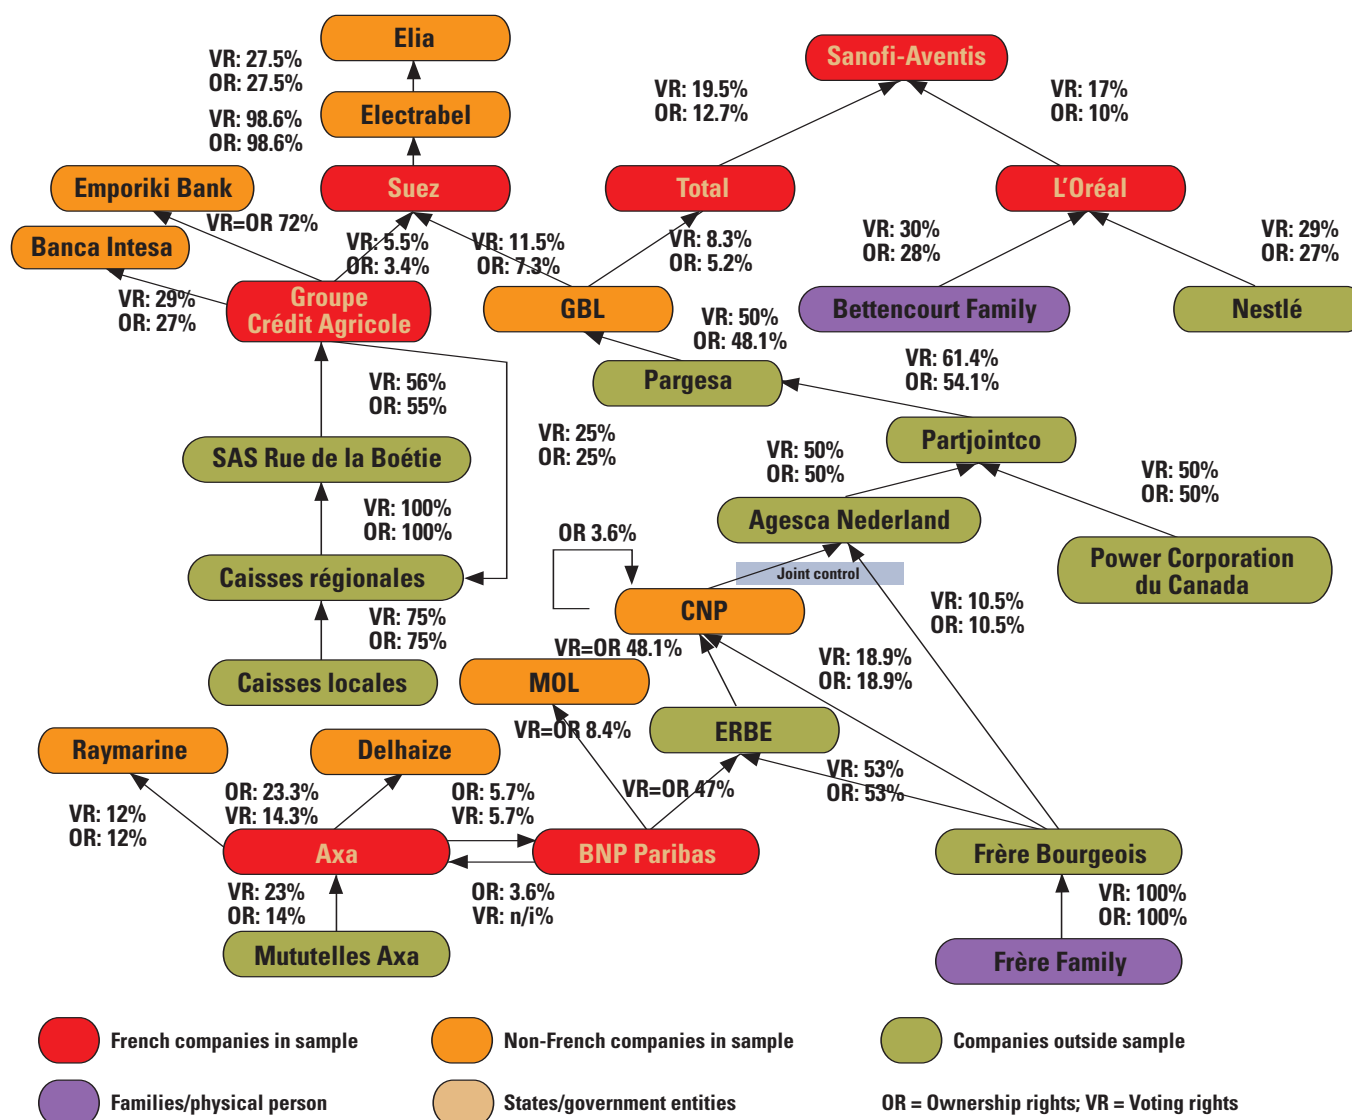 Elia
VR: 27.5%
OR: 27.5%
Sanofi-Aventis
VR: 19.5%
OR: 12.7%
VR: 17%
OR: 10%
Electrabel
VR: 98.6%
OR: 98.6%
Emporiki Bank
Suez
Total
L'Oréal
VR=OR 72%
Banca Intesa
VR: 5.5%
OR: 3.4%
VR: 11.5%
OR: 7.3%
VR: 8.3%
OR: 5.2%
VR: 30%
OR: 28%
VR: 29%
OR: 27%
VR: 29%
OR: 27%
Groupe
Crédit Agricole
GBL
Bettencourt Family
Nestlé
VR: 50%
OR: 48.1%
VR: 61.4%
OR: 54.1%
Pargesa
VR: 56%
OR: 55%
VR: 25%
OR: 25%
Partjointco
SAS Rue de la Boétie
VR: 50%
OR: 50%
VR: 50%
OR: 50%
VR: 100%
OR: 100%
OR 3.6%
Agesca Nederland
Joint control
Power Corporation
du Canada
Caisses régionales
CNP
VR: 10.5%
OR: 10.5%
VR: 75%
OR: 75%
VR=OR 48.1%
VR: 18.9%
OR: 18.9%
Caisses locales
MOL
VR=OR 8.4%
ERBE
Raymarine
Delhaize
VR: 12%
OR: 12%
OR: 23.3%
VR: 14.3%
OR: 5.7%
VR: 5.7%
VR=OR 47%
VR: 53%
OR: 53%
Axa
BNP Paribas
Frère Bourgeois
VR: 23%
OR: 14%
OR: 3.6%
VR: n/i%
VR: 100%
OR: 100%
Mututelles Axa
Frère Family
French companies in sample
Non-French companies in sample
Companies outside sample
Families/physical person
States/government entities
OR = Ownership rights; VR = Voting rights